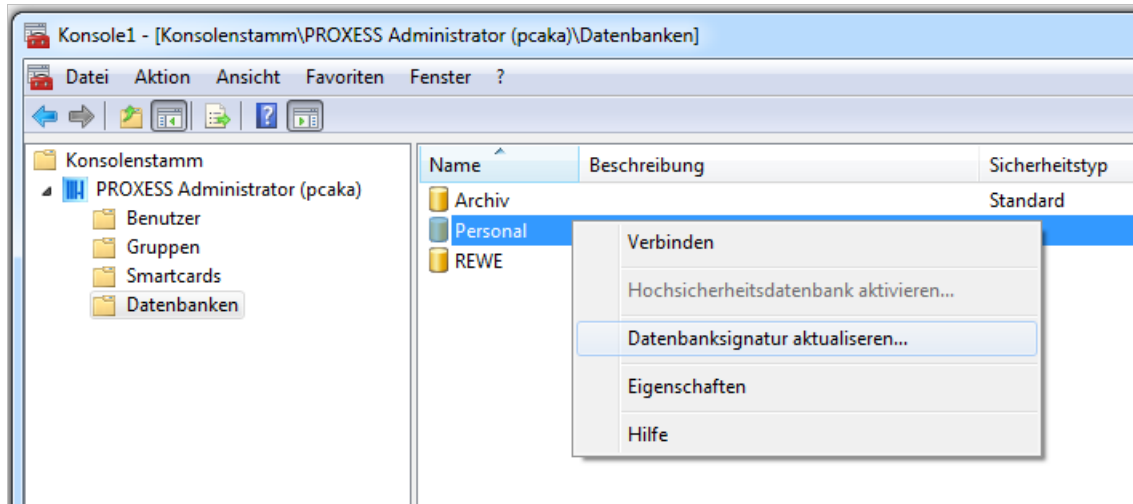 Konsole1 - [Konsolenstamm\PROXESS Administrator (pcaka)\Datenbanken]
Datei Aktion Ansicht Favoriten Fenster ?
Konsolenstamm
PROXESS Administrator (pcaka)
Benutzer
Gruppen
Smartcards
Datenbanken
Name Beschreibung Sicherheitstyp
Archiv Standard
Personal
REWE
Verbinden
Hochsicherheitsdatenbank aktivieren...
Datenbanksignatur aktualiseren...
Eigenschaften
Hilfe